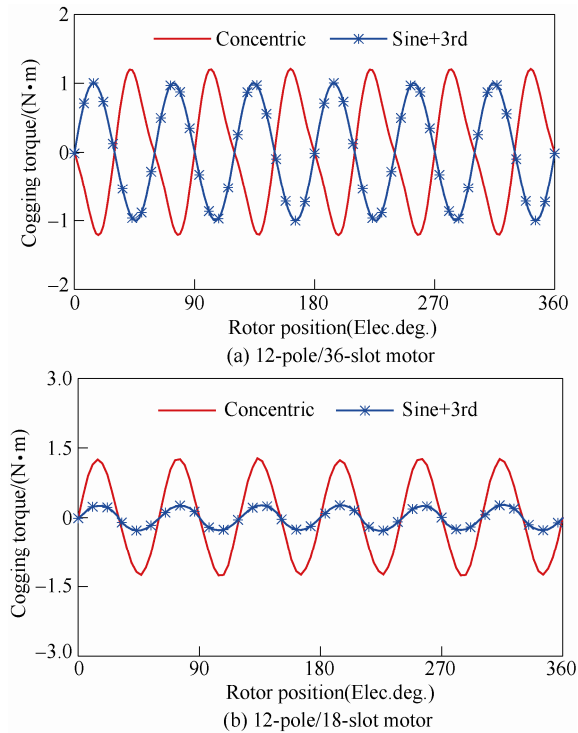 2
Concentric
Sine+3rd
1
0
−1
−2
Cogging torque/(N•m)
0
90
180
270
360
Rotor position(Elec.deg.)
(a) 12-pole/36-slot motor
3.0
Concentric
Sine+3rd
1.5
0
−1.5
−3.0
Cogging torque/(N•m)
0
90
180
270
360
Rotor position(Elec.deg.)
(b) 12-pole/18-slot motor